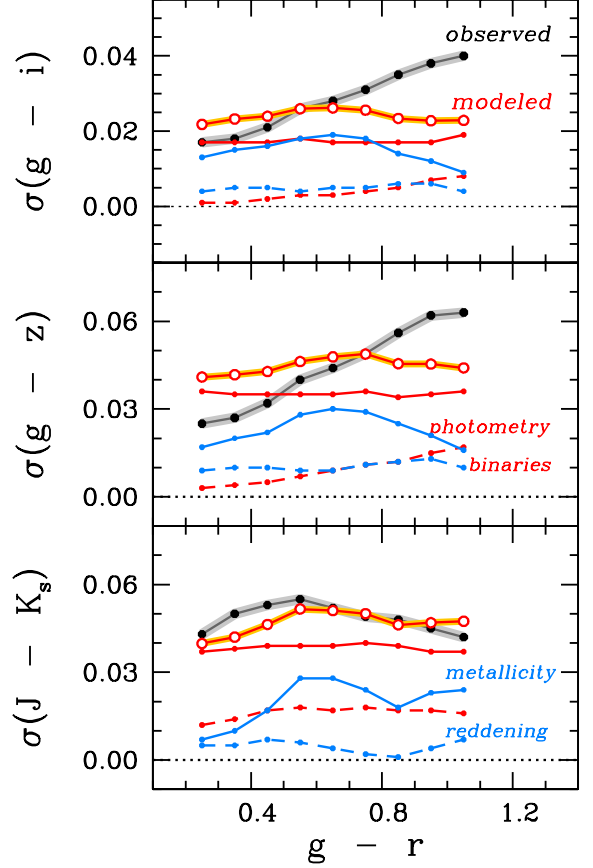 observed
0.04
modeled
0.02
0.00
σ(g − i)
0.06
0.03
photometry
binaries
0.00
σ(g − z)
0.06
0.03
metallicity
reddening
0.00
σ(J − Ks)
0.4 0.8 1.2
g − r